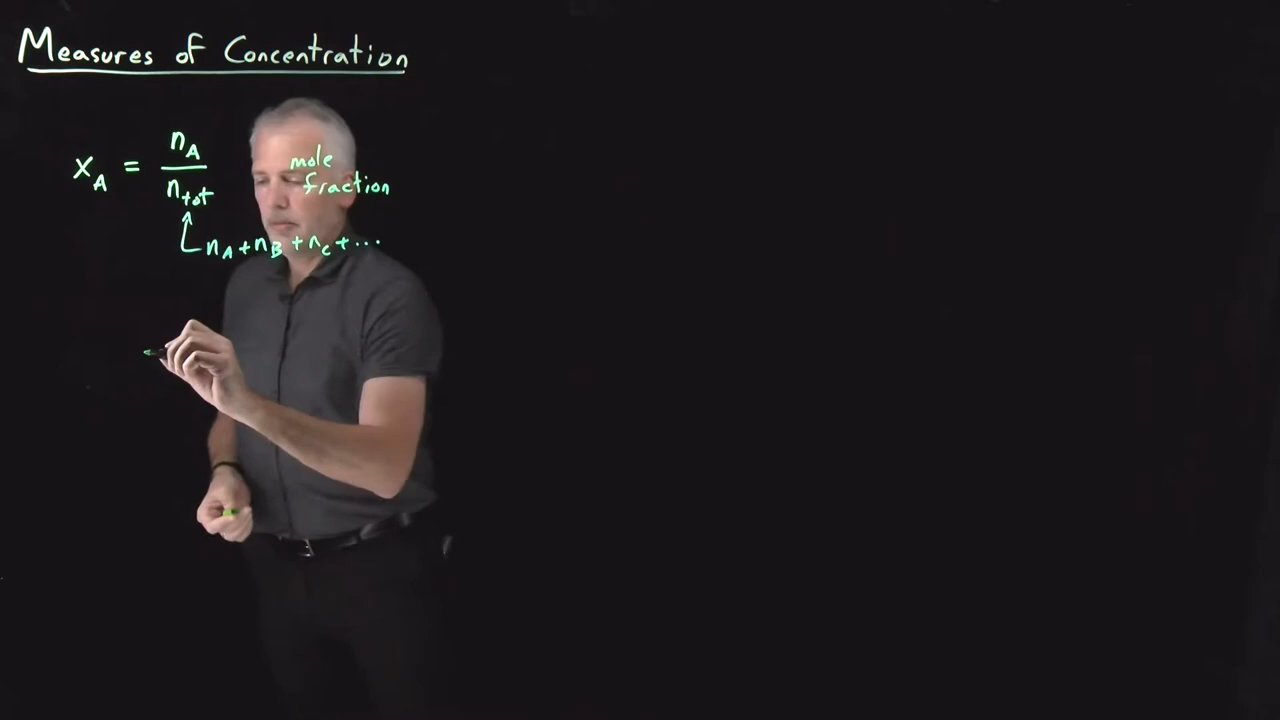 Measures of Concentration
x_A = n_A / n_tot
mole
fraction
n_A + n_B + n_C + ...